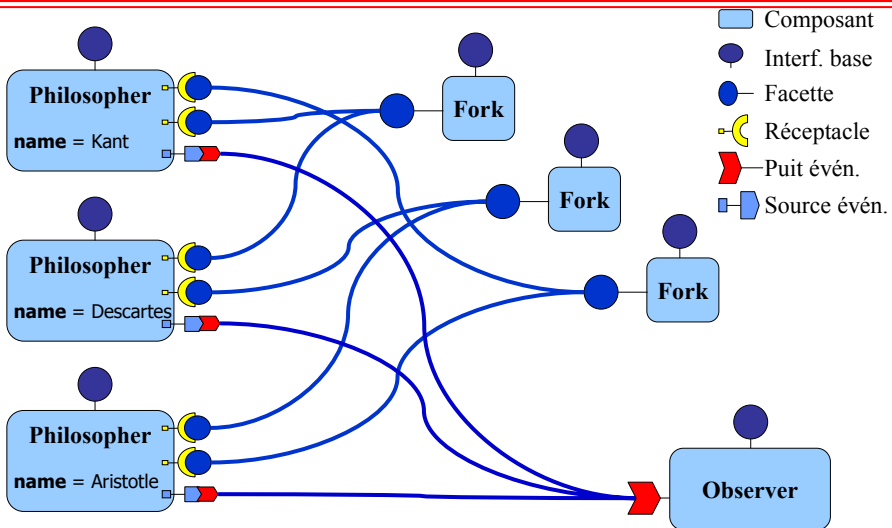 Composant
Interf. base
Facette
Réceptacle
Puit évén.
Source évén.
Philosopher
name = Kant
Fork
Fork
Philosopher
name = Descartes
Fork
Philosopher
name = Aristotle
Observer